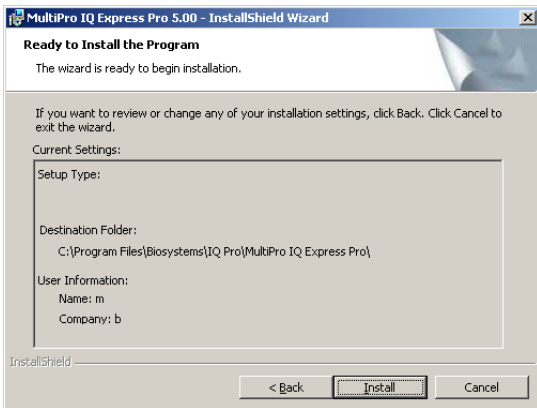 MultiPro IQ Express Pro 5.00 - InstallShield Wizard
Ready to Install the Program
The wizard is ready to begin installation.
If you want to review or change any of your installation settings, click Back. Click Cancel to
exit the wizard.
Current Settings:
Setup Type:
Destination Folder:
C:\Program Files\Biosystems\IQ Pro\MultiPro IQ Express Pro\
User Information:
Name: m
Company: b
InstallShield
< Back
Install
Cancel